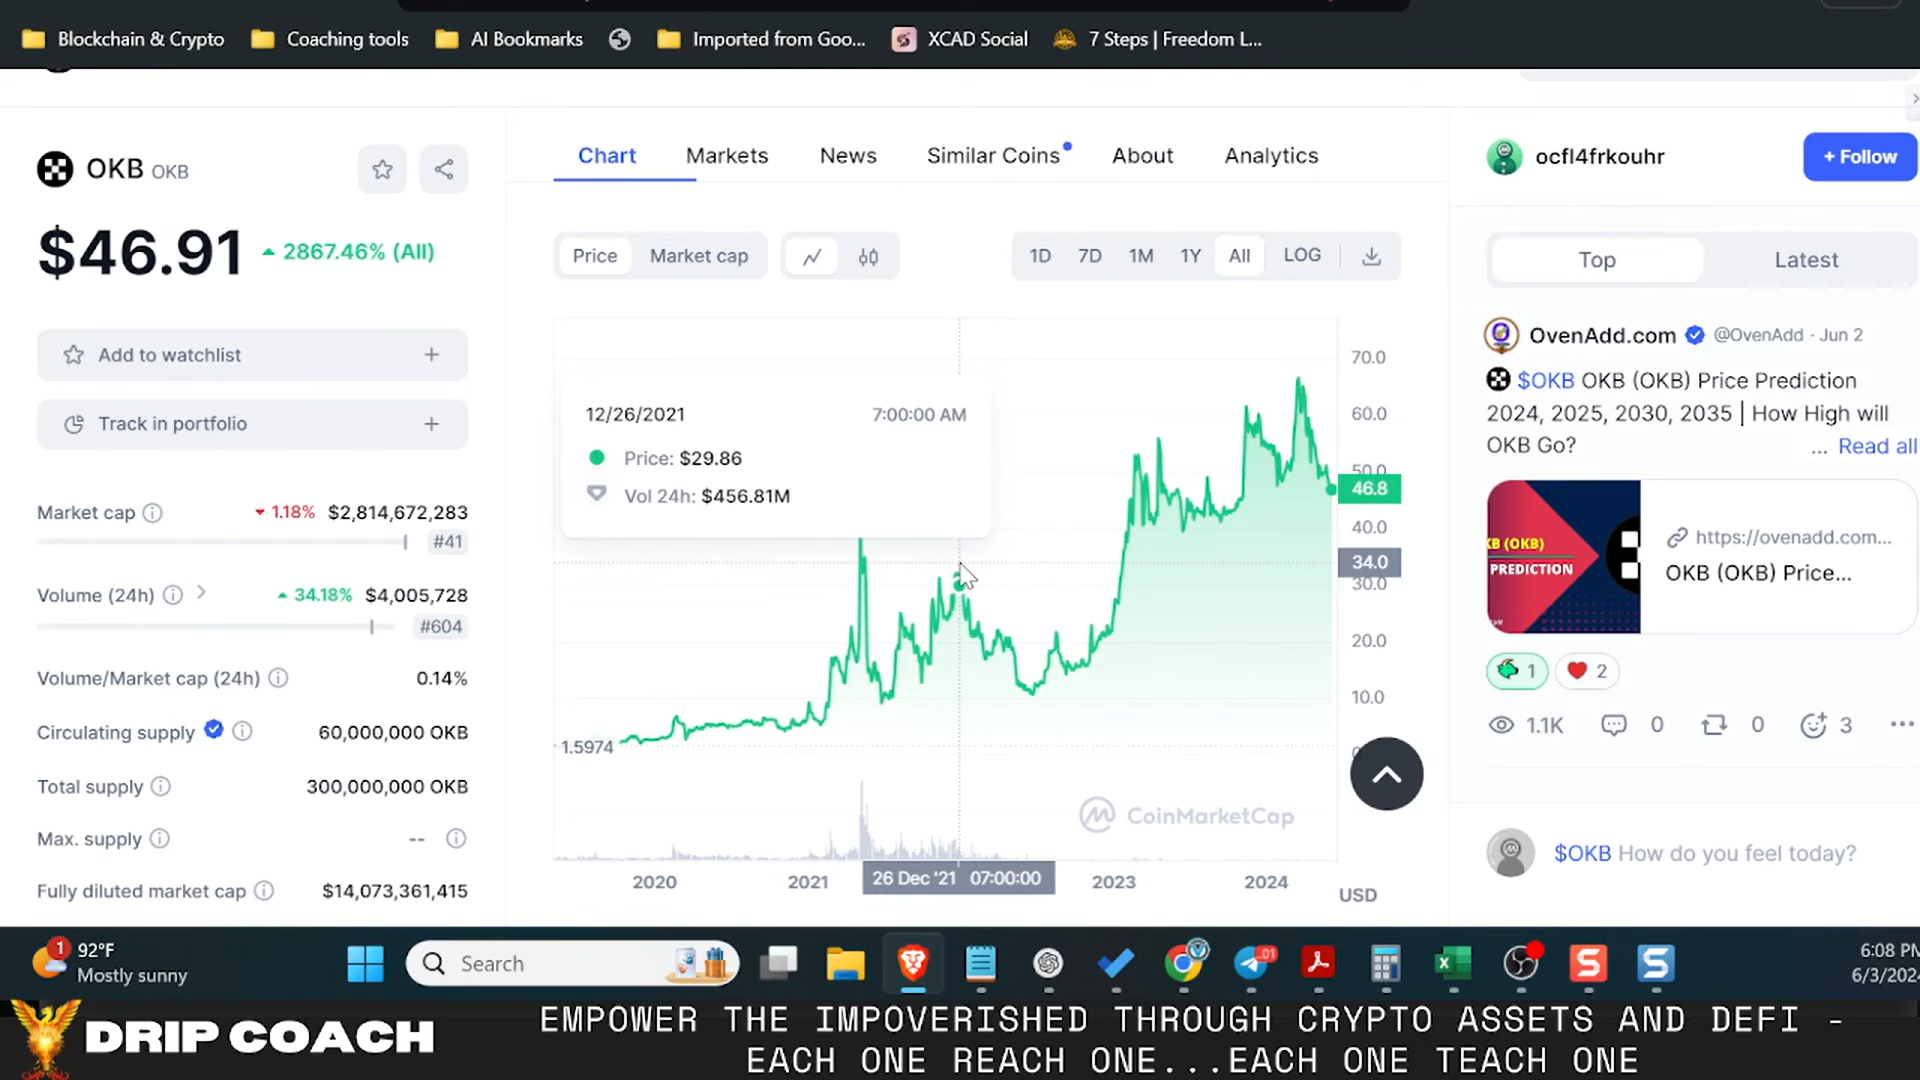 Blockchain & Crypto
Coaching tools
AI Bookmarks
Imported from Goo...
XCAD Social
7 Steps | Freedom L...
OKB OKB
$46.91
2867.46% (All)
Add to watchlist +
Track in portfolio +
Market cap
1.18% $2,814,672,283
#41
Volume (24h)
34.18% $4,005,728
#604
Volume/Market cap (24h)
0.14%
Circulating supply
60,000,000 OKB
Total supply
300,000,000 OKB
Max. supply
--
Fully diluted market cap
$14,073,361,415
Chart Markets News Similar Coins About Analytics
Price Market cap
1D 7D 1M 1Y All LOG
12/26/2021 7:00:00 AM
Price: $29.86
Vol 24h: $456.81M
70.0
60.0
50.0
46.8
40.0
34.0
30.0
20.0
10.0
1.5974
CoinMarketCap
2020 2021 26 Dec '21 07:00:00 2023 2024
USD
ocfl4frkouhr
+ Follow
Top Latest
OvenAdd.com @OvenAdd · Jun 2
$OKB OKB (OKB) Price Prediction
2024, 2025, 2030, 2035 | How High will
OKB Go?
... Read all
KB (OKB)
PREDICTION
https://ovenadd.com...
OKB (OKB) Price...
1
2
1.1K 0 0 3
$OKB How do you feel today?
1
92°F
Mostly sunny
Search
6:08 PM
6/3/2024
DRIP COACH
EMPOWER THE IMPOVERISHED THROUGH CRYPTO ASSETS AND DEFI -
EACH ONE REACH ONE...EACH ONE TEACH ONE